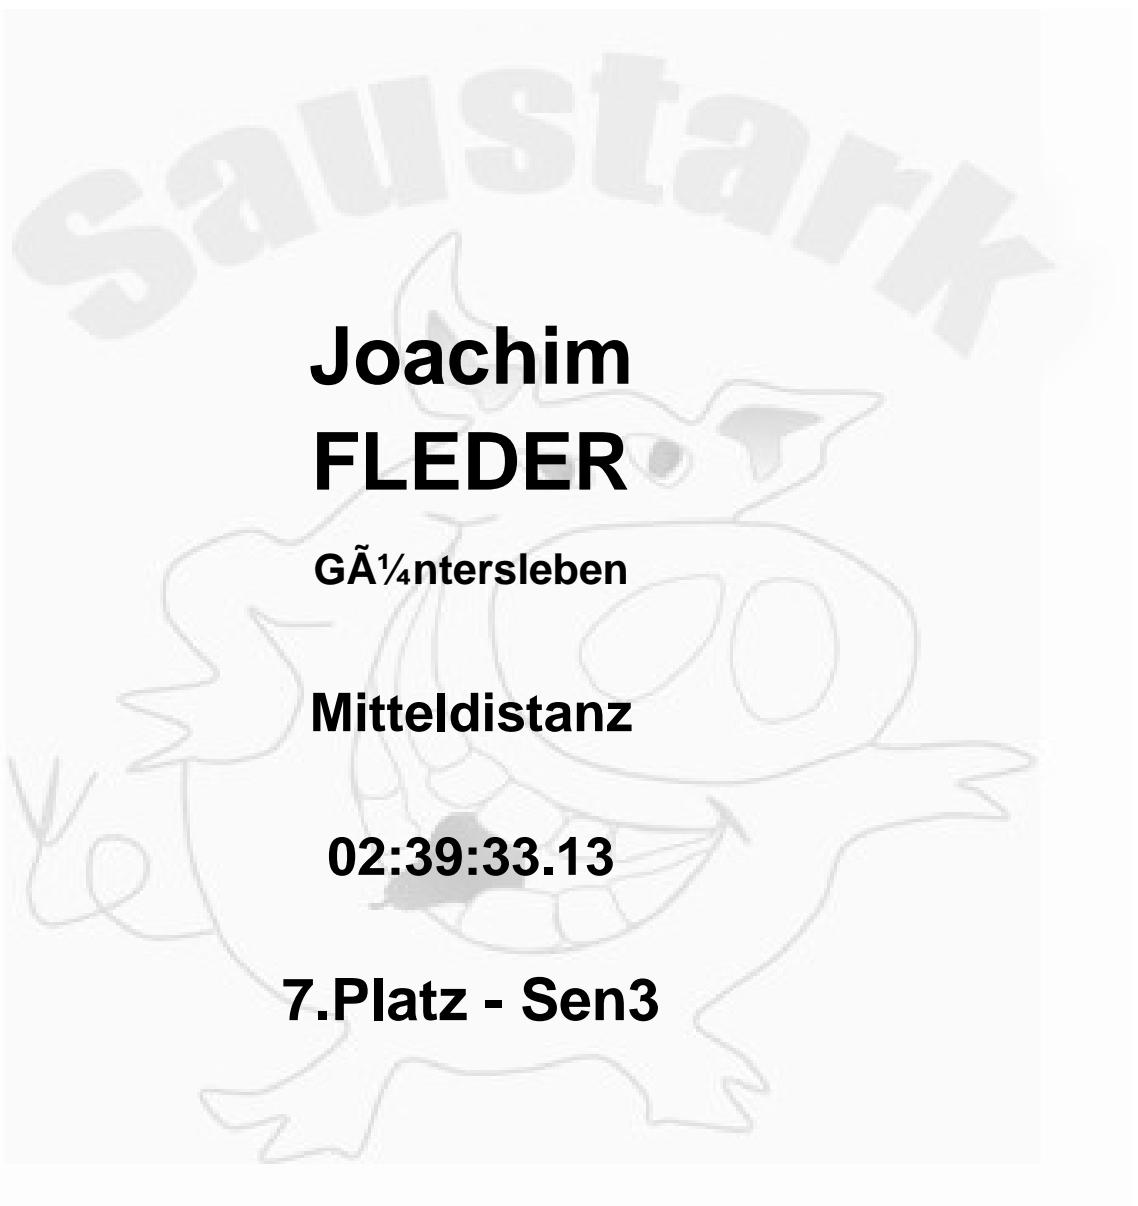 Saustark
Joachim
FLEDER
GÃ¼ntersleben
Mitteldistanz
02:39:33.13
7.Platz - Sen3